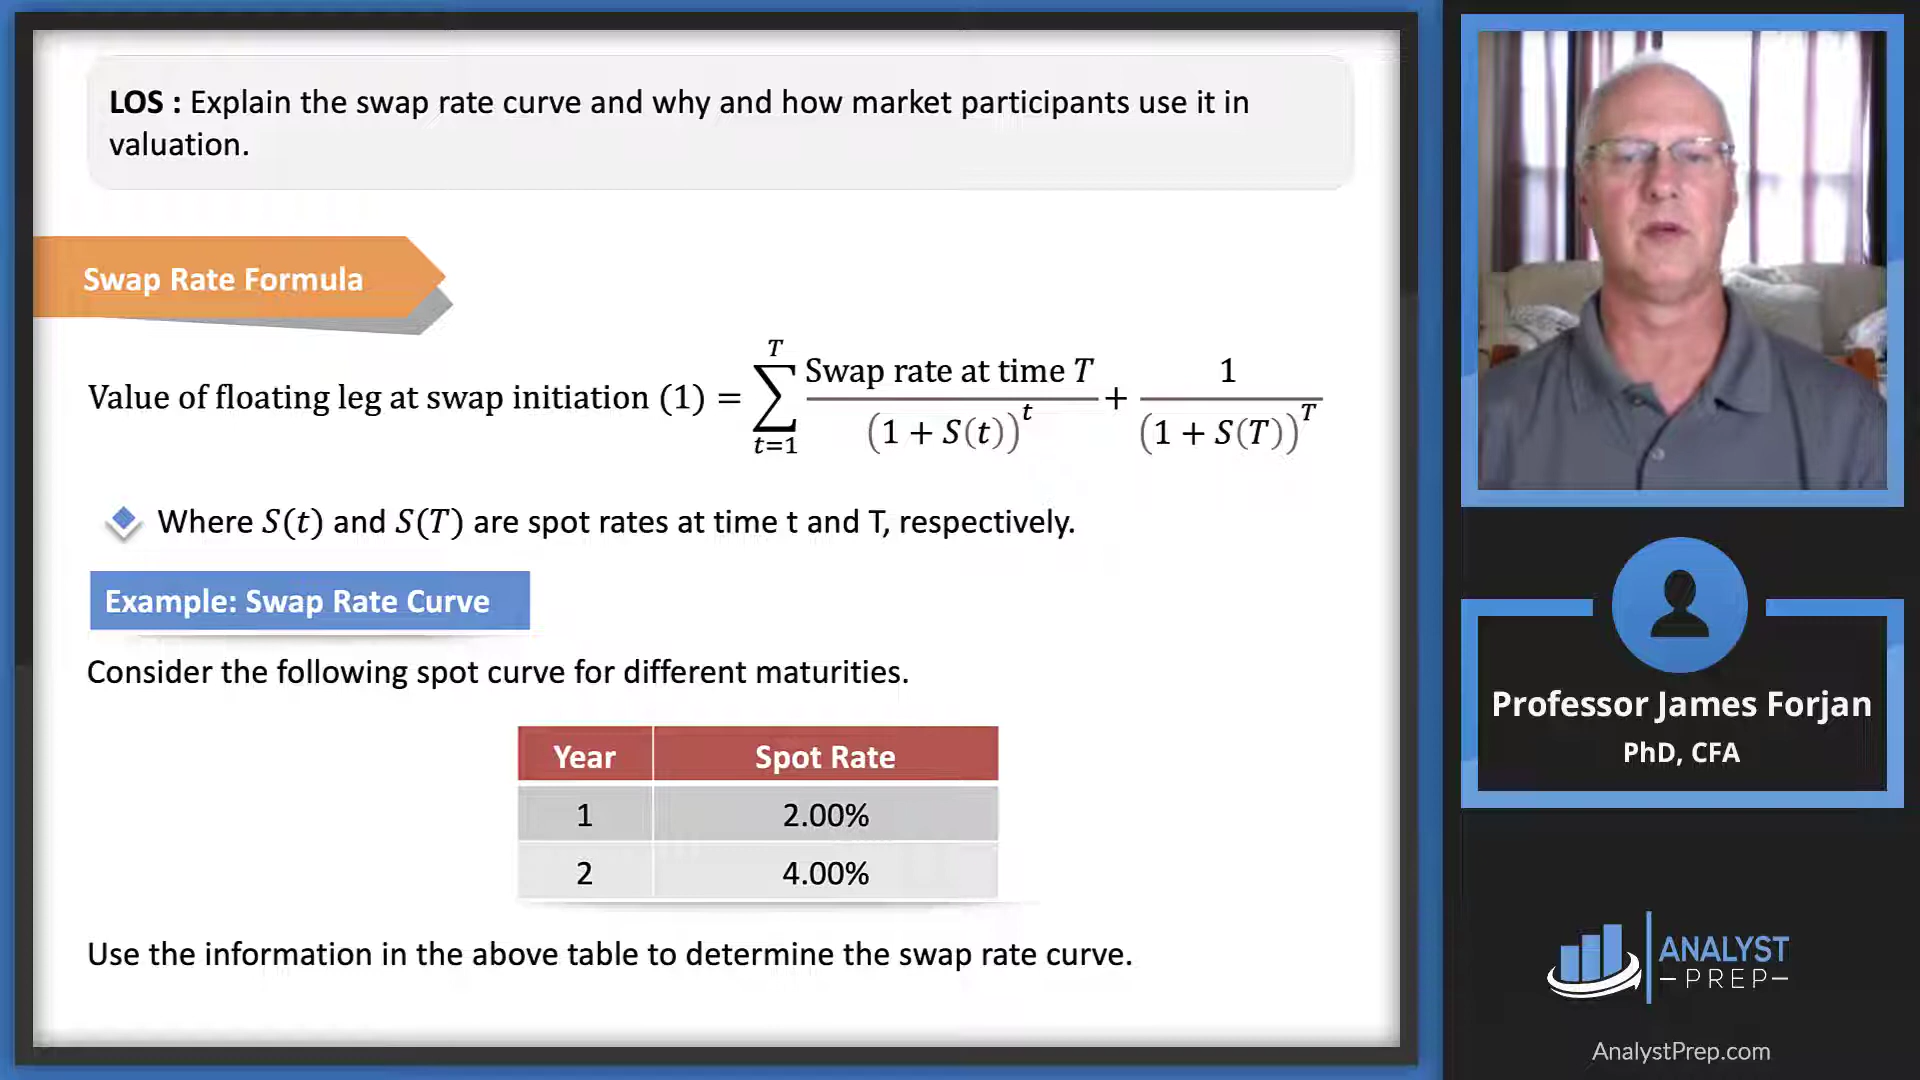 LOS : Explain the swap rate curve and why and how market participants use it in
valuation.
Swap Rate Formula
Value of floating leg at swap initiation (1) = \sum_{t=1}^{T} \frac{Swap rate at time T}{(1 + S(t))^t} + \frac{1}{(1 + S(T))^T}
Where S(t) and S(T) are spot rates at time t and T, respectively.
Example: Swap Rate Curve
Consider the following spot curve for different maturities.
Year Spot Rate
1 2.00%
2 4.00%
Use the information in the above table to determine the swap rate curve.
Professor James Forjan
PhD, CFA
ANALYST
PREP
AnalystPrep.com